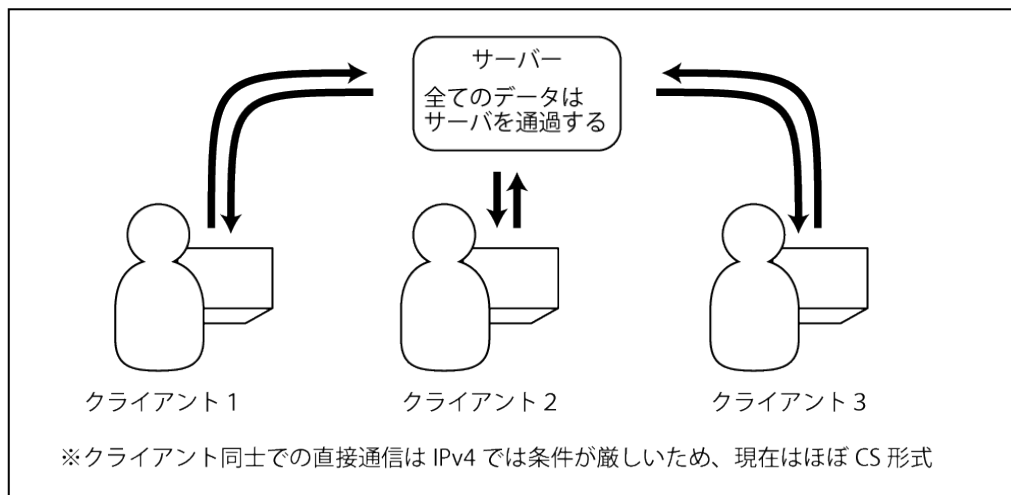 サーバー
全てのデータは
サーバを通過する
クライアント 1
クライアント 2
クライアント 3
※クライアント同士での直接通信は IPv4 では条件が厳しいため、現在はほぼ CS 形式